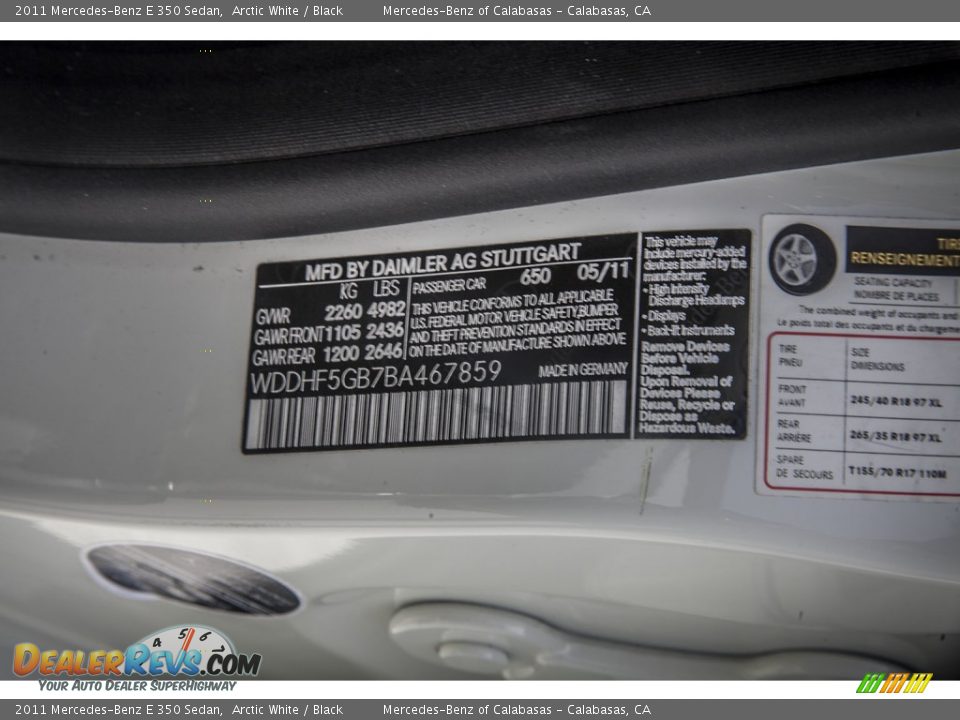 2011 Mercedes-Benz E 350 Sedan, Arctic White / Black Mercedes-Benz of Calabasas - Calabasas, CA
MFD BY DAIMLER AG STUTTGART
KG LBS
GVWR 2260 4982
GAWR FRONT 1105 2436
GAWR REAR 1200 2646
PASSENGER CAR 650 05/11
THIS VEHICLE CONFORMS TO ALL APPLICABLE
U.S. FEDERAL MOTOR VEHICLE SAFETY, BUMPER
AND THEFT PREVENTION STANDARDS IN EFFECT
ON THE DATE OF MANUFACTURE SHOWN ABOVE
WDDHF5GB7BA467859 MADE IN GERMANY
This vehicle may
include mercury-added
devices installed by the
manufacturer:
• High Intensity
Discharge Headlamps
• Displays
• Back-lit Instruments
Remove Devices
Before Vehicle
Disposal.
Upon Removal of
Devices Please
Reuse, Recycle or
Dispose as
Hazardous Waste.
TIRE
RENSEIGNEMENT
SEATING CAPACITY
NOMBRE DE PLACES
The combined weight of occupants and
Le poids total des occupants et du chargement
TIRE
PNEU
SIZE
DIMENSIONS
FRONT
AVANT
245/40 R18 97 XL
REAR
ARRIÈRE
265/35 R18 97 XL
SPARE
DE SECOURS
T155/70 R17 110M
4 5 6 7
DEALERREVS.COM
YOUR AUTO DEALER SUPERHIGHWAY
2011 Mercedes-Benz E 350 Sedan, Arctic White / Black Mercedes-Benz of Calabasas - Calabasas, CA